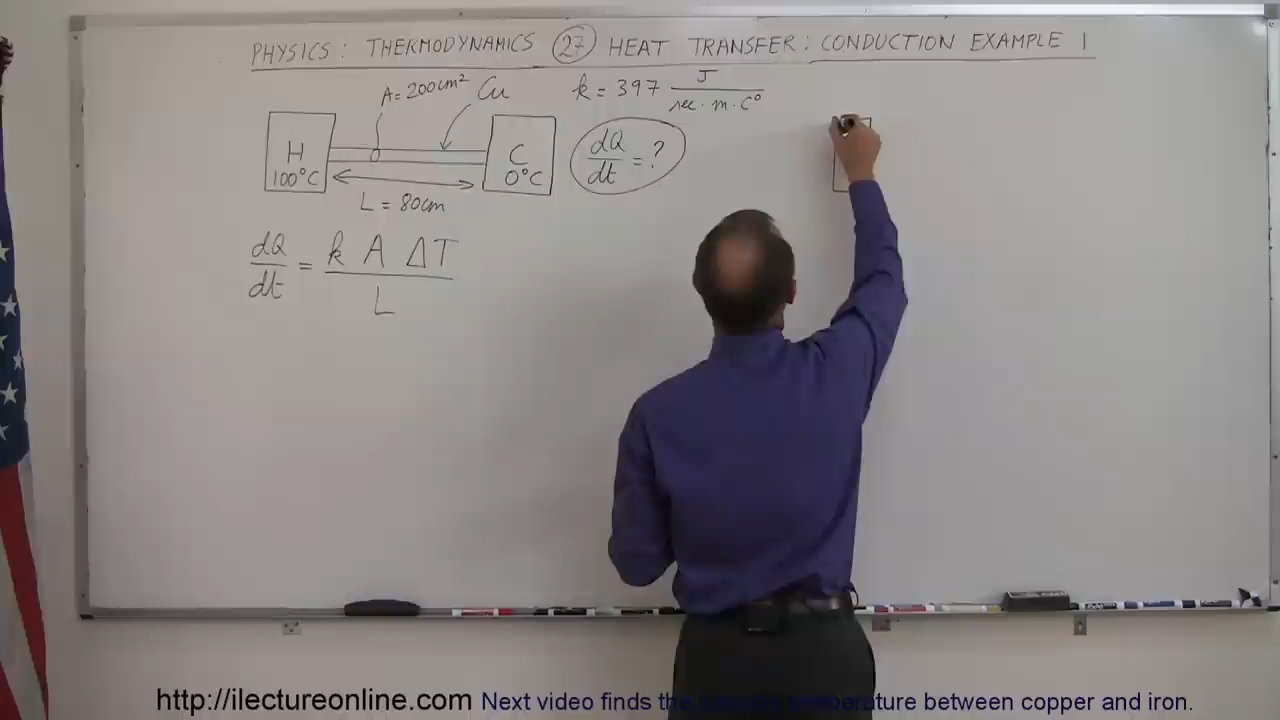 PHYSICS: THERMODYNAMICS 27 HEAT TRANSFER: CONDUCTION EXAMPLE 1
A=200cm² Cu k = 397 J / sec·m·C°
H 100°C
C 0°C
L = 80cm
dQ/dt = ?
dQ/dt = k A ΔT / L
http://ilectureonline.com Next video finds the temperature between copper and iron.